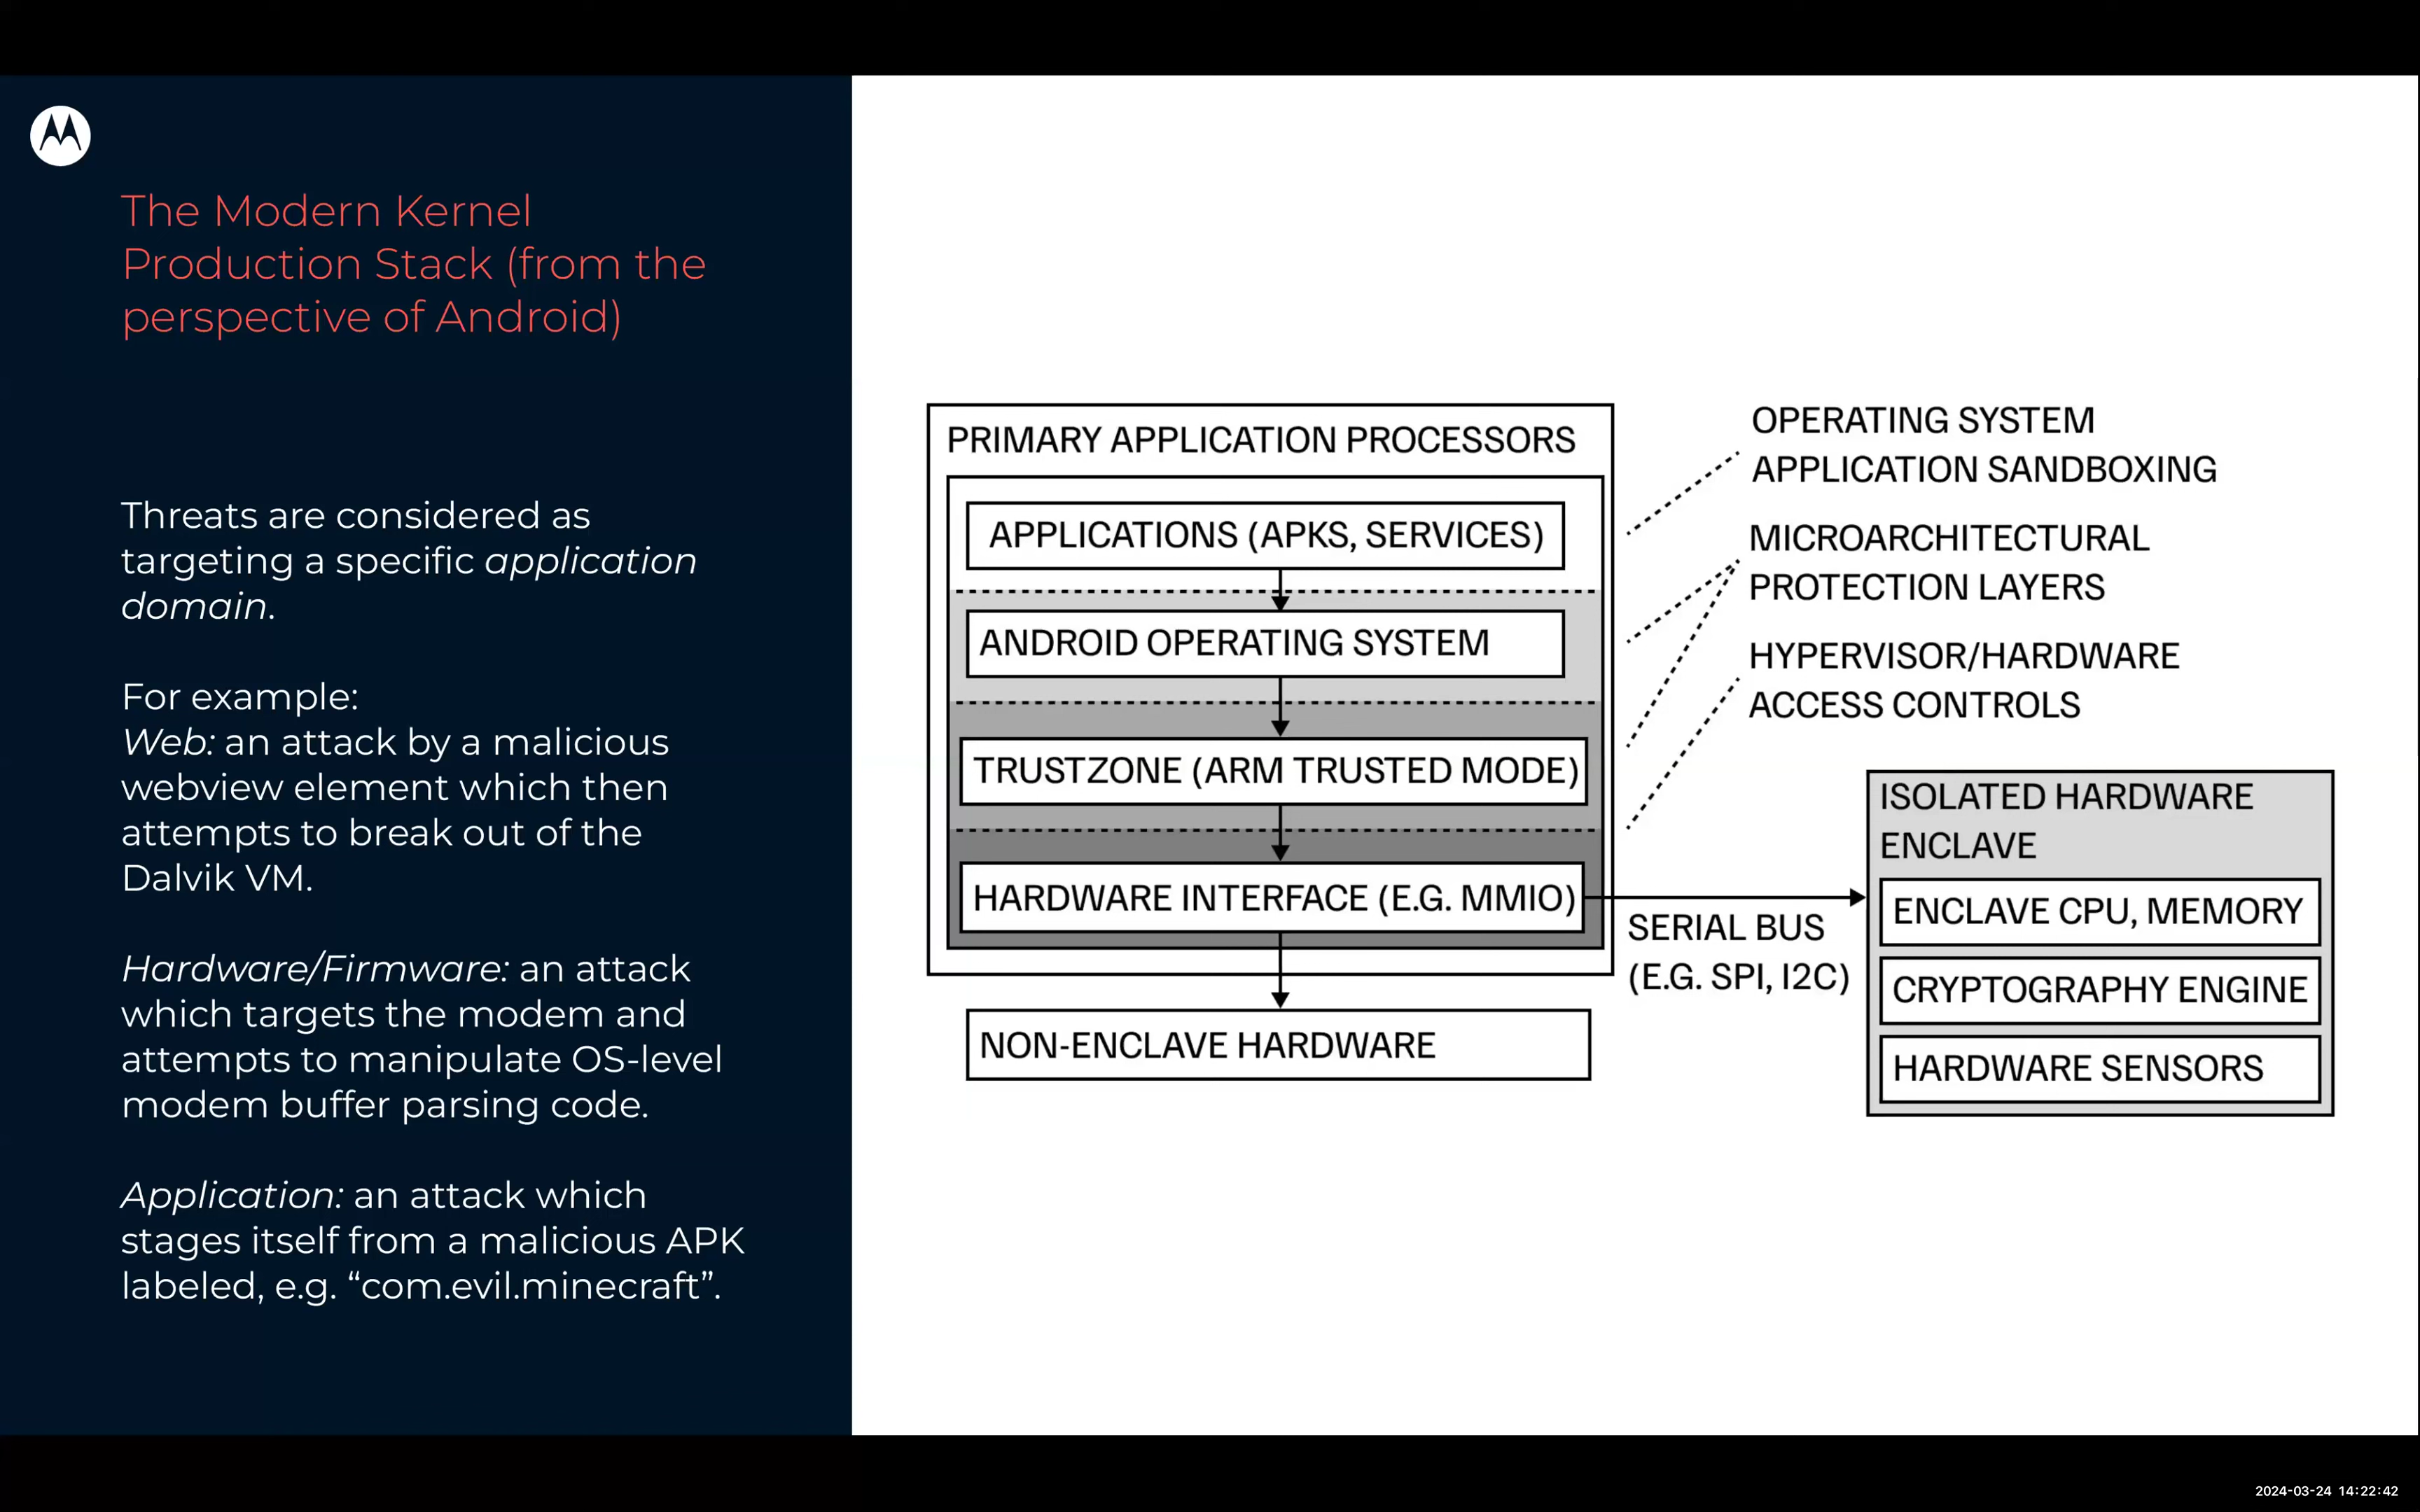 The Modern Kernel
Production Stack (from the
perspective of Android)
Threats are considered as
targeting a specific application
domain.
For example:
Web: an attack by a malicious
webview element which then
attempts to break out of the
Dalvik VM.
Hardware/Firmware: an attack
which targets the modem and
attempts to manipulate OS-level
modem buffer parsing code.
Application: an attack which
stages itself from a malicious APK
labeled, e.g. “com.evil.minecraft”.
PRIMARY APPLICATION PROCESSORS
APPLICATIONS (APKS, SERVICES)
ANDROID OPERATING SYSTEM
TRUSTZONE (ARM TRUSTED MODE)
HARDWARE INTERFACE (E.G. MMIO)
NON-ENCLAVE HARDWARE
OPERATING SYSTEM
APPLICATION SANDBOXING
MICROARCHITECTURAL
PROTECTION LAYERS
HYPERVISOR/HARDWARE
ACCESS CONTROLS
SERIAL BUS
(E.G. SPI, I2C)
ISOLATED HARDWARE
ENCLAVE
ENCLAVE CPU, MEMORY
CRYPTOGRAPHY ENGINE
HARDWARE SENSORS
2024-03-24 14:22:42